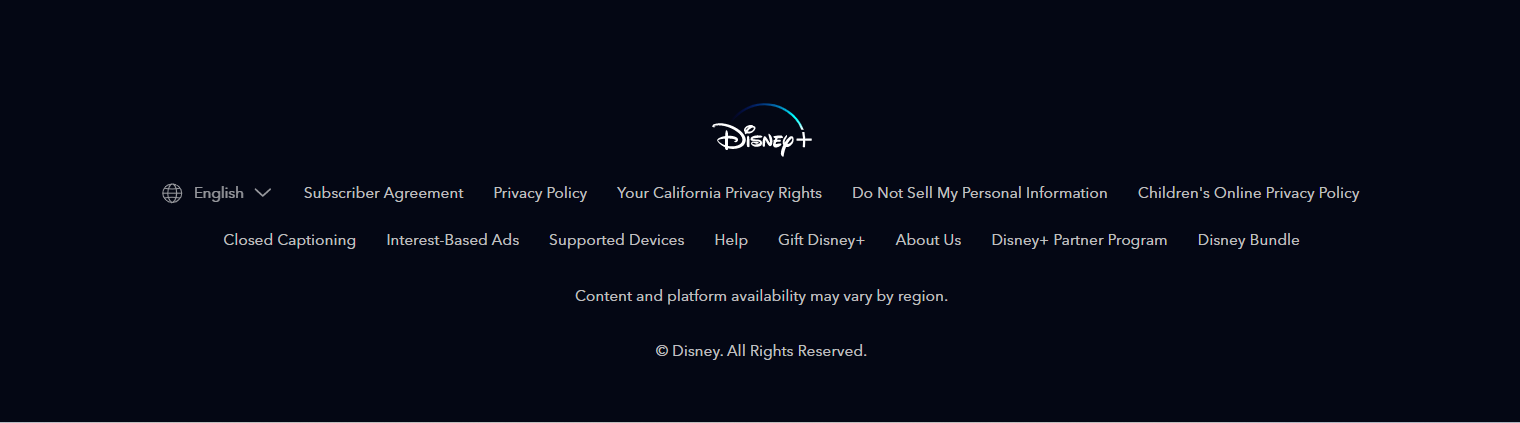 Disney+
English Subscriber Agreement Privacy Policy Your California Privacy Rights Do Not Sell My Personal Information Children's Online Privacy Policy
Closed Captioning Interest-Based Ads Supported Devices Help Gift Disney+ About Us Disney+ Partner Program Disney Bundle
Content and platform availability may vary by region.
© Disney. All Rights Reserved.